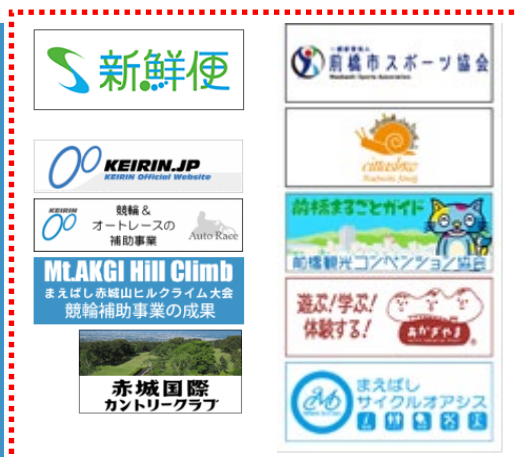 新鮮便
KEIRIN.JP
KEIRIN Official Website
KEIRIN
競輪&
オートレースの
補助事業
Auto Race
Mt.AKGI Hill Climb
まえばし赤城山ヒルクライム大会
競輪補助事業の成果
赤城国際
カントリークラブ
一般財団法人
前橋市スポーツ協会
Maebashi Sports Association
cittaslow
Maebashi Akagi
前橋まるごとガイド
前橋観光コンベンション協会
遊ぶ!学ぶ!
体験する!
あかぎやま
まえばし
サイクルオアシス